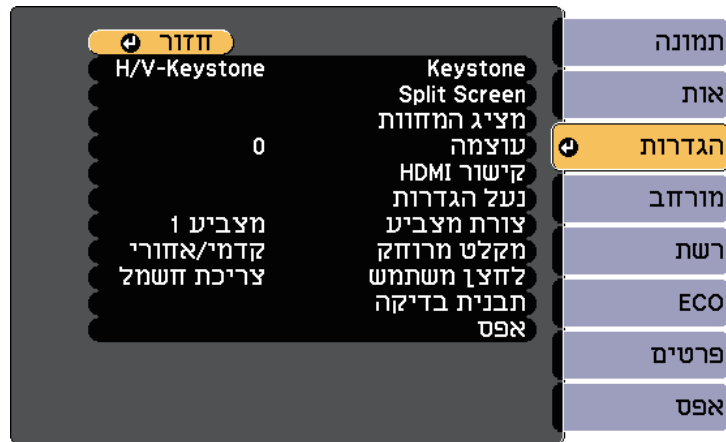 תמונה
אות
הגדרות
מורחב
רשת
ECO
פרטים
אפס
חזור
Keystone H/V-Keystone
Split Screen
מציג המחוות
עוצמה 0
קישור HDMI
נעל הגדרות
צורת מצביע מצביע 1
מקלט מרוחק קדמי/אחורי
לחצן משתמש צריכת חשמל
תבנית בדיקה
אפס